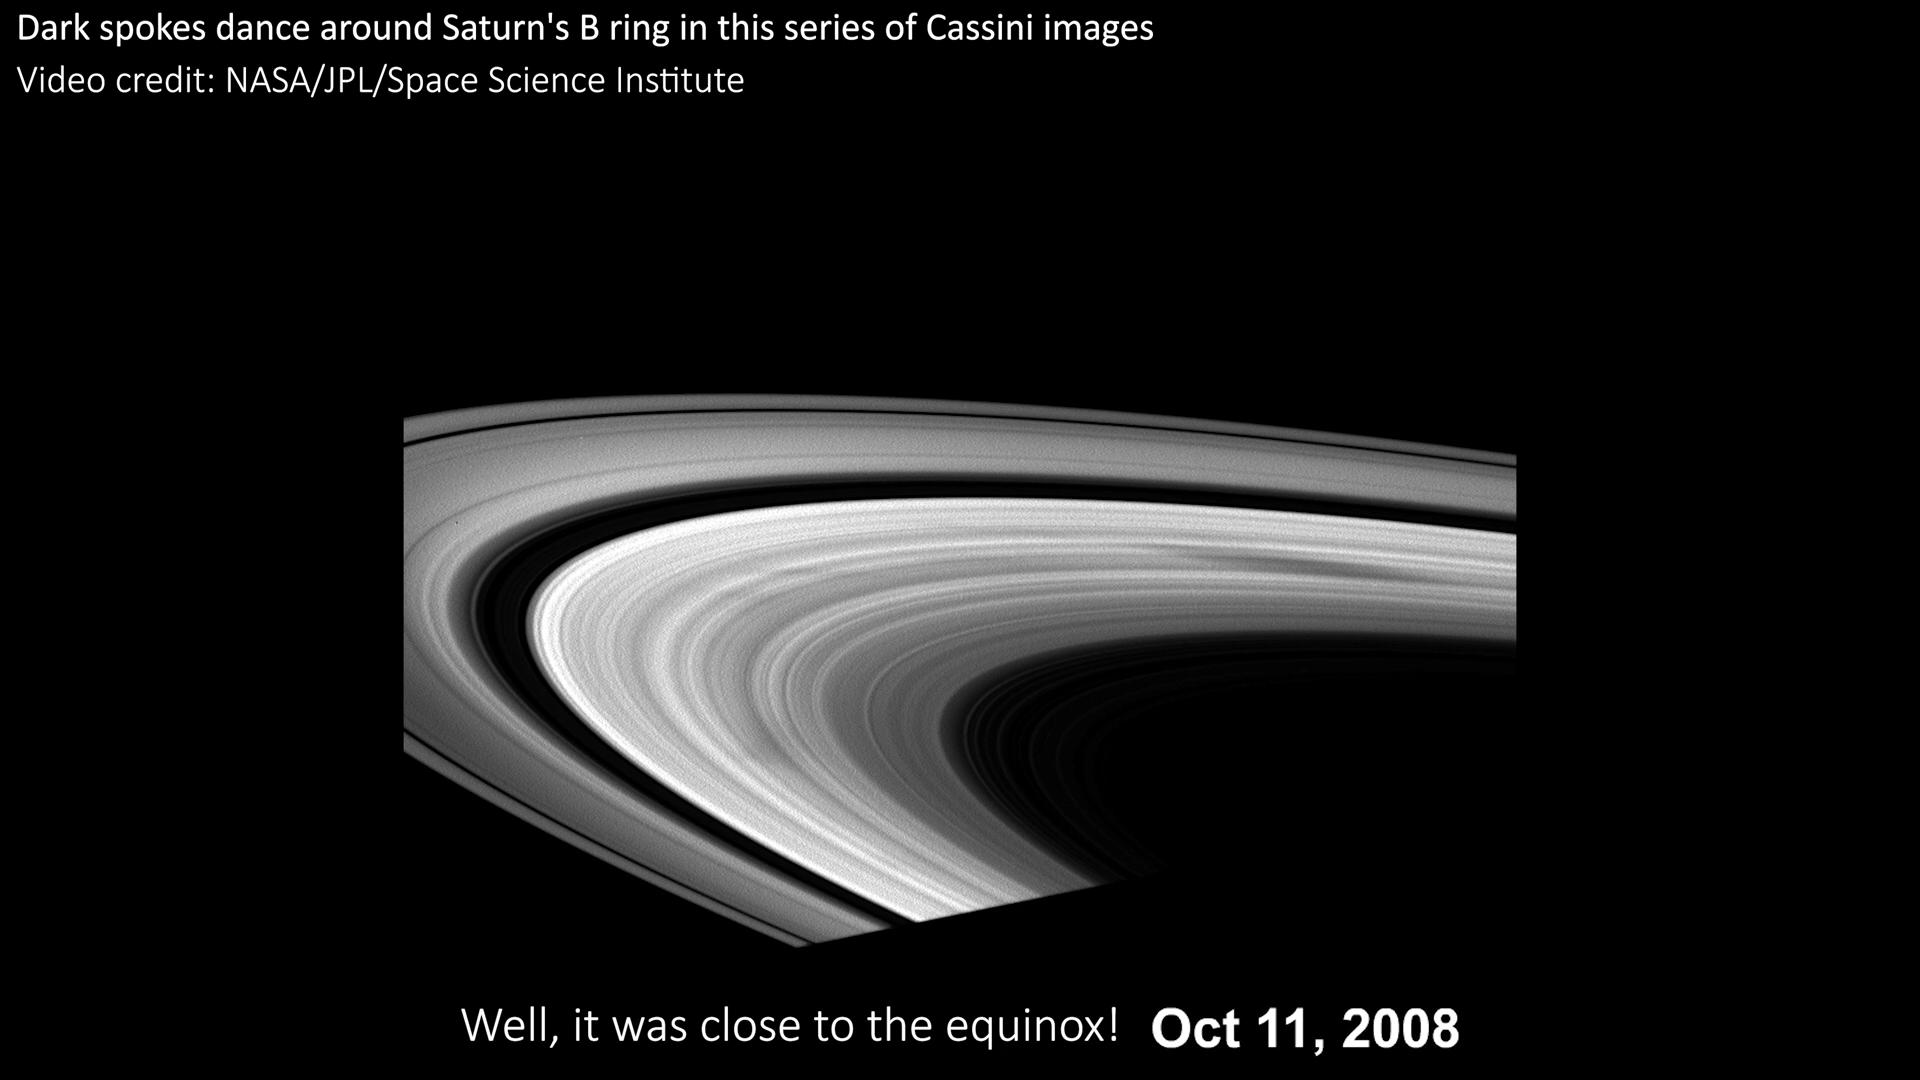 Dark spokes dance around Saturn's B ring in this series of Cassini images
Video credit: NASA/JPL/Space Science Institute
Well, it was close to the equinox! Oct 11, 2008